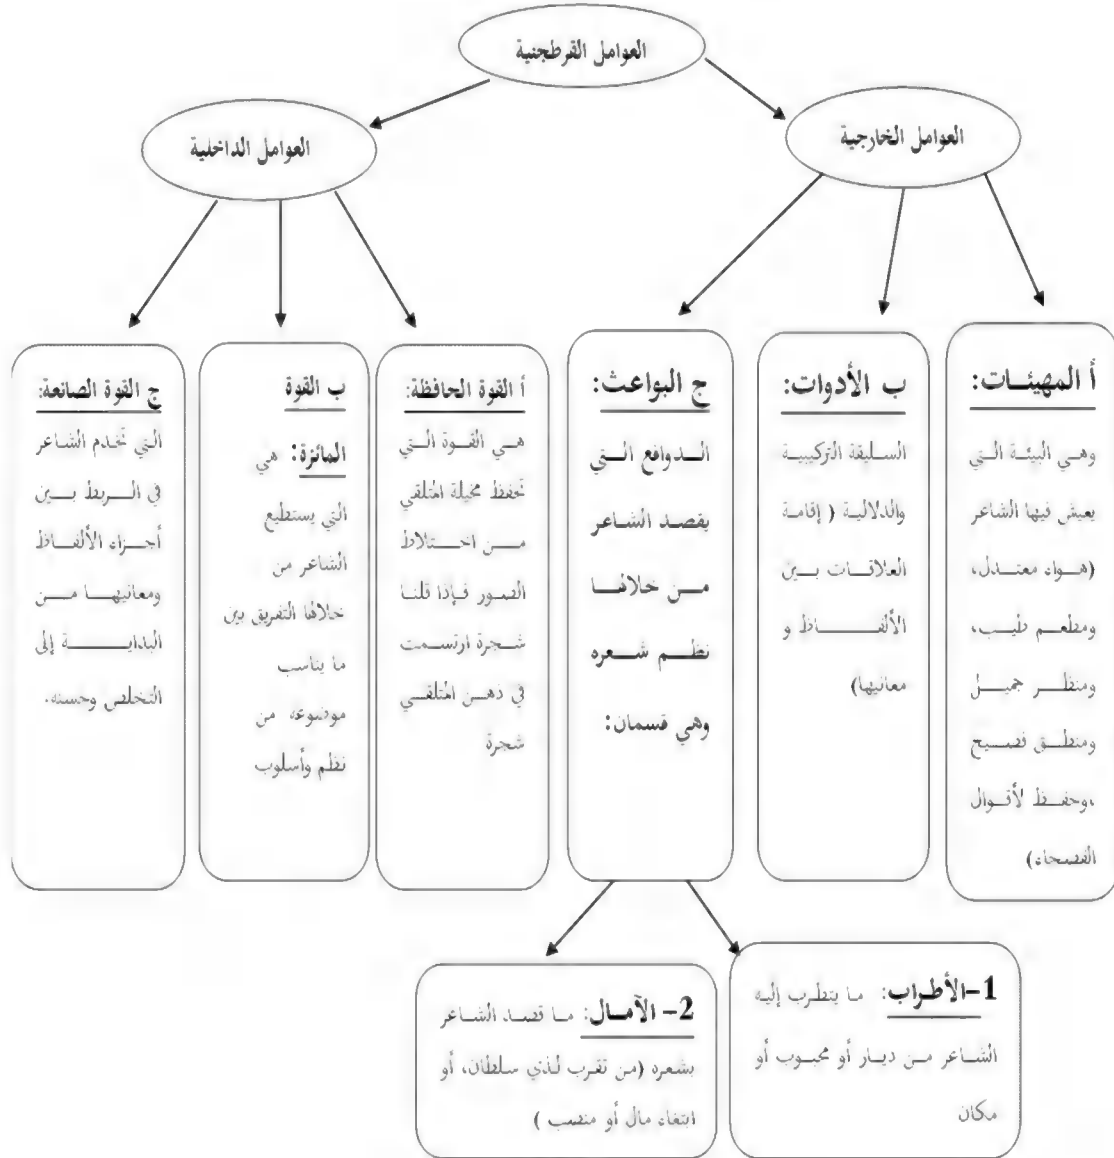 العوامل القرطجنية
العوامل الخارجية
العوامل الداخلية
أ المهيئات:
وهي البيئة التي
يعيش فيها الشاعر
(هواء معتدل،
ومطعم طيب،
ومنظر جميل
ومنطق فصيح
،وحفظ لأقوال
الفصحاء)
ب الأدوات:
السليقة التركيبية
والدلالية ( إقامة
العلاقات بين
الألفاظ و
معانيها)
ج البواعث:
الدوافع التي
يقصد الشاعر
من خلالها
نظم شعره
وهي قسمان:
أ القوة الحافظة:
هي القوة التي
تحفظ مخيلة المتلقي
من اختلاط
الصور فإذا قلنا
شجرة ارتسمت
في ذهن المتلقي
شجرة
ب القوة
المائزة: هي
التي يستطيع
الشاعر من
خلالها التفريق بين
ما يناسب
موضوعه من
نظم وأسلوب
ج القوة الصانعة:
التي تخدم الشاعر
في الربط بين
أجزاء الألفاظ
ومعانيها من
البداية إلى
التخلص وحسنه.
1-الأطراب: ما يتطرب إليه
الشاعر من ديار أو محبوب أو
مكان
2- الآمال: ما قصد الشاعر
بشعره (من تقرب لذي سلطان، أو
ابتغاء مال أو منصب )